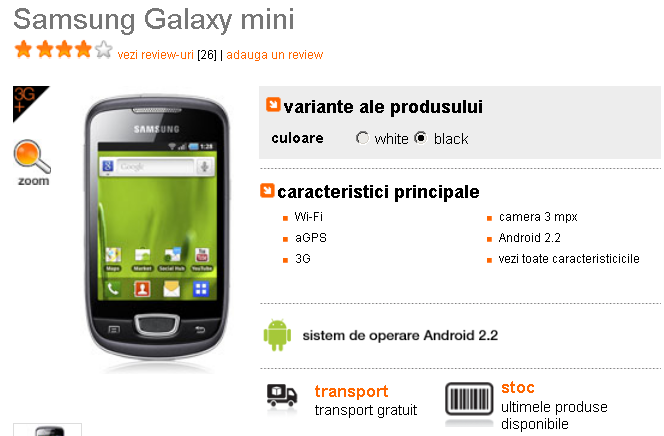 Samsung Galaxy mini
vezi review-uri [26] | adauga un review
3G
+
zoom
SAMSUNG
1:28
Google
Maps Market Social Hub YouTube
variante ale produsului
culoare white black
caracteristici principale
Wi-Fi
camera 3 mpx
aGPS
Android 2.2
3G
vezi toate caracteristicicile
sistem de operare Android 2.2
transport
transport gratuit
stoc
ultimele produse
disponibile